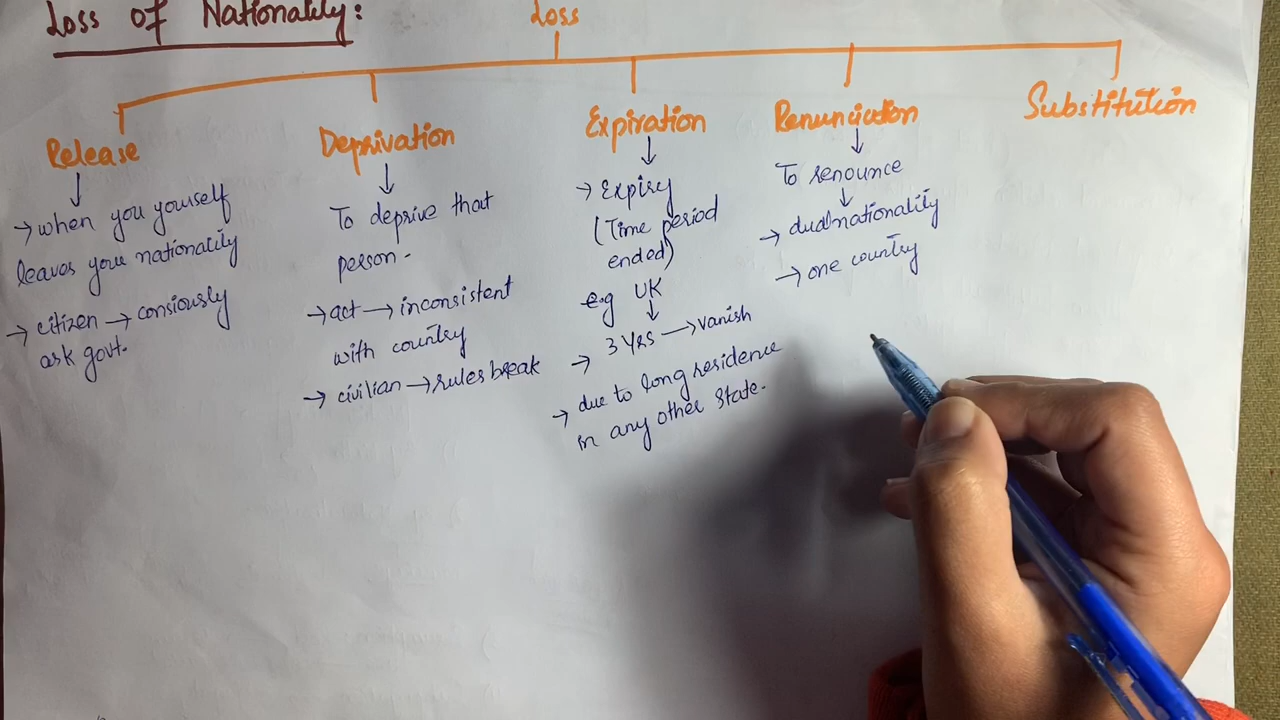 Loss of Nationality:
Loss
Release
→ when you yourself
leaves your nationality
→ citizen → consiously
ask govt.
Deprivation
To deprive that
person.
→ act → inconsistent
with country
→ civilian → rules break
Expiration
→ Expiry
(Time period
ended)
e.g UK
→ 3 yrs → vanish
→ due to long residence
in any other state.
Renunciation
To renounce
→ dualnationality
→ one country
Substitution